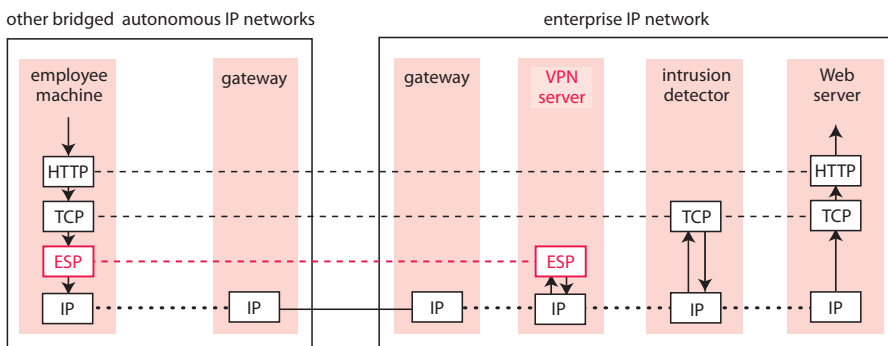 other bridged autonomous IP networks
enterprise IP network
employee
machine
gateway
gateway
VPN
server
intrusion
detector
Web
server
HTTP
HTTP
TCP
TCP
TCP
ESP
ESP
IP
IP
IP
IP
IP
IP